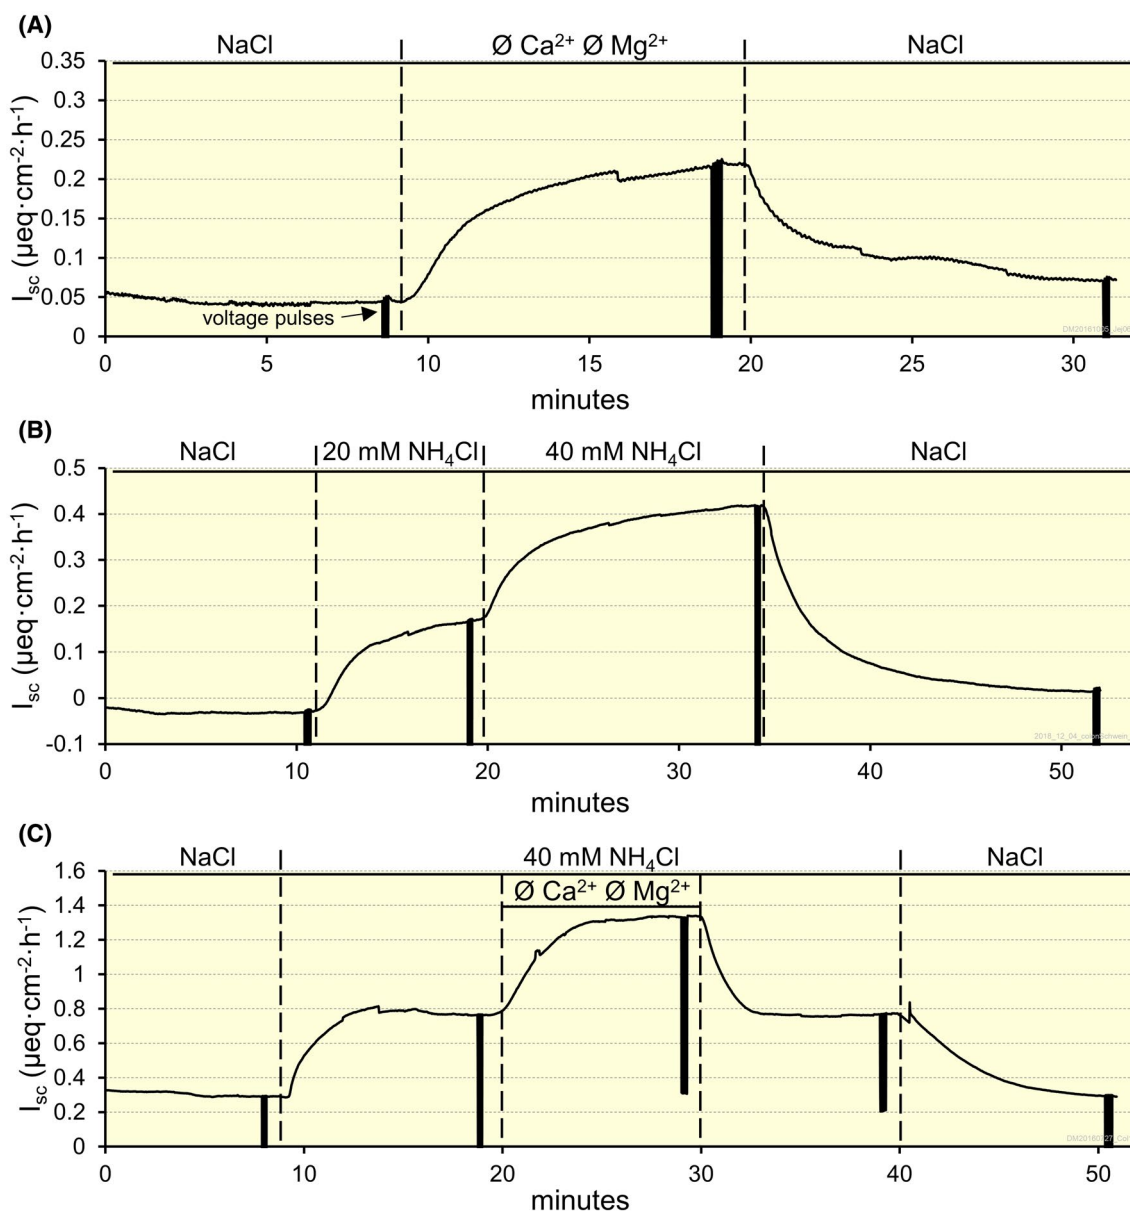 (A)
NaCl Ø Ca²⁺ Ø Mg²⁺ NaCl
0.35
0.3
0.25
0.2
0.15
0.1
0.05
0
Isc (µeq·cm⁻²·h⁻¹)
voltage pulses
0 5 10 15 20 25 30
minutes
(B)
NaCl 20 mM NH₄Cl 40 mM NH₄Cl NaCl
0.5
0.4
0.3
0.2
0.1
0
-0.1
Isc (µeq·cm⁻²·h⁻¹)
0 10 20 30 40 50
minutes
(C)
NaCl 40 mM NH₄Cl NaCl
Ø Ca²⁺ Ø Mg²⁺
1.6
1.4
1.2
1
0.8
0.6
0.4
0.2
0
Isc (µeq·cm⁻²·h⁻¹)
0 10 20 30 40 50
minutes